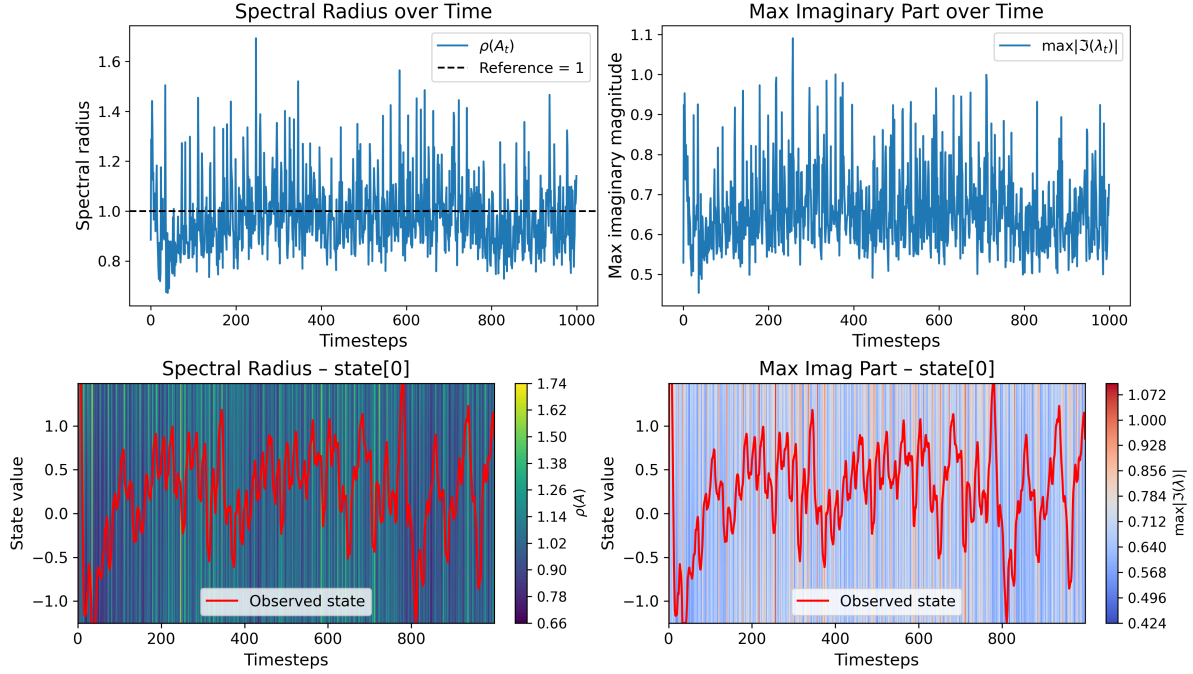 Spectral Radius over Time
Spectral radius
1.6
1.4
1.2
1.0
0.8
ρ(A_t)
Reference = 1
0 200 400 600 800 1000
Timesteps
Max Imaginary Part over Time
Max imaginary magnitude
1.1
1.0
0.9
0.8
0.7
0.6
0.5
max|ℑ(λ_t)|
0 200 400 600 800 1000
Timesteps
Spectral Radius – state[0]
State value
1.0
0.5
0.0
−0.5
−1.0
Observed state
0 200 400 600 800
Timesteps
1.74
1.62
1.50
1.38
1.26
1.14
1.02
0.90
0.78
0.66
ρ(A)
Max Imag Part – state[0]
State value
1.0
0.5
0.0
−0.5
−1.0
Observed state
0 200 400 600 800
Timesteps
1.072
1.000
0.928
0.856
0.784
0.712
0.640
0.568
0.496
0.424
max|ℑ(λ)|